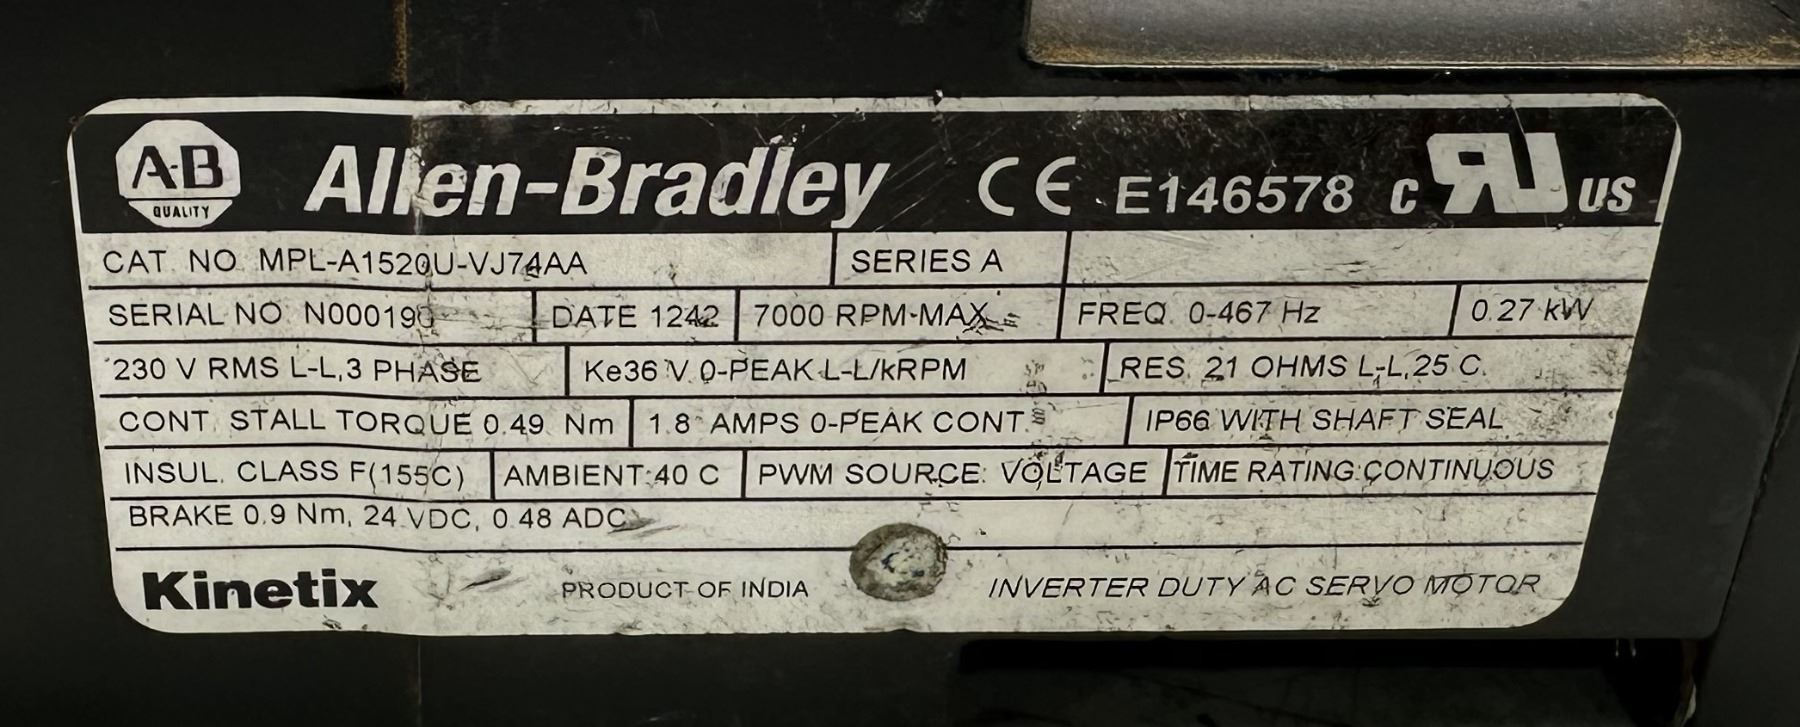 A-B QUALITY Allen-Bradley CE E146578 c RU US
CAT. NO. MPL-A1520U-VJ74AA SERIES A
SERIAL NO. DATE 1242 7000 RPM-MAX FREQ. 0-467 Hz 0.27 kW
230 V RMS L-L,3 PHASE Ke36 V 0-PEAK L-L/kRPM RES. 21 OHMS L-L,25 C.
CONT. STALL TORQUE 0.49 Nm 1.8 AMPS 0-PEAK CONT. IP66 WITH SHAFT SEAL
INSUL. CLASS F(155C) AMBIENT:40 C PWM SOURCE: VOLTAGE TIME RATING:CONTINUOUS
BRAKE 0.9 Nm, 24 VDC, 0.48 ADC
Kinetix PRODUCT OF INDIA INVERTER DUTY AC SERVO MOTOR